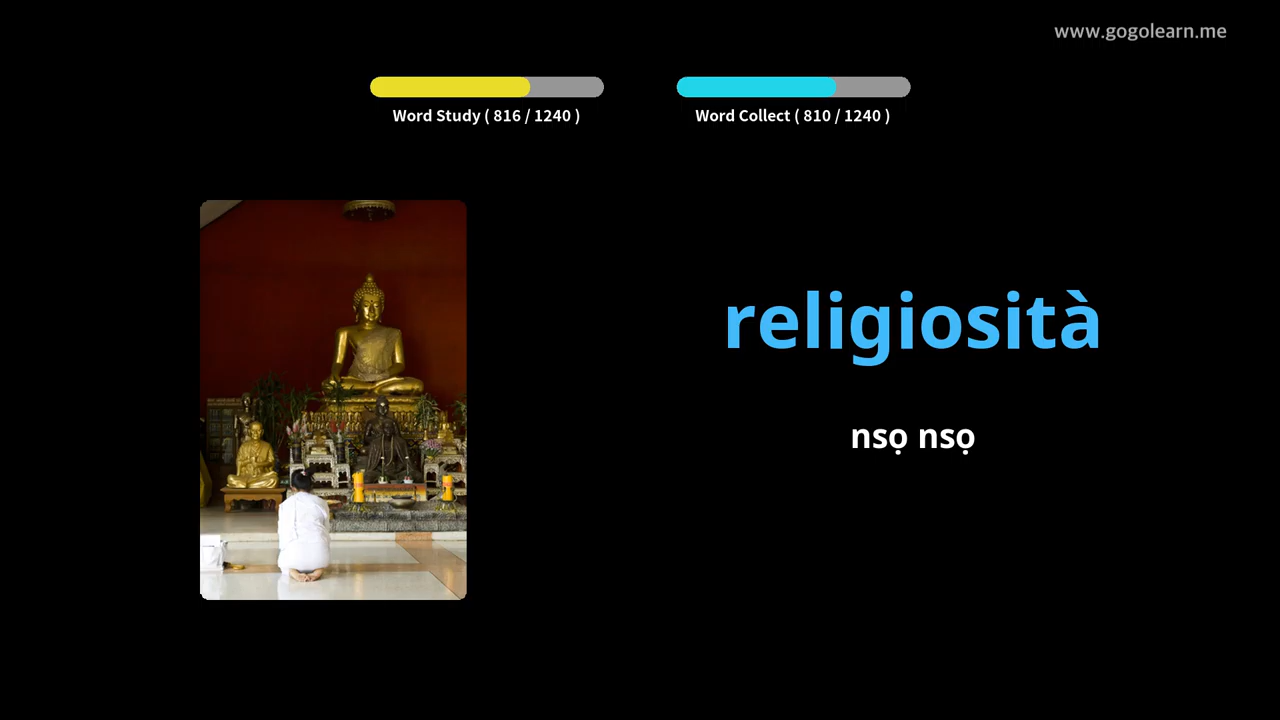 www.gogolearn.me
Word Study ( 816 / 1240 )
Word Collect ( 810 / 1240 )
religiosità
nsọ nsọ